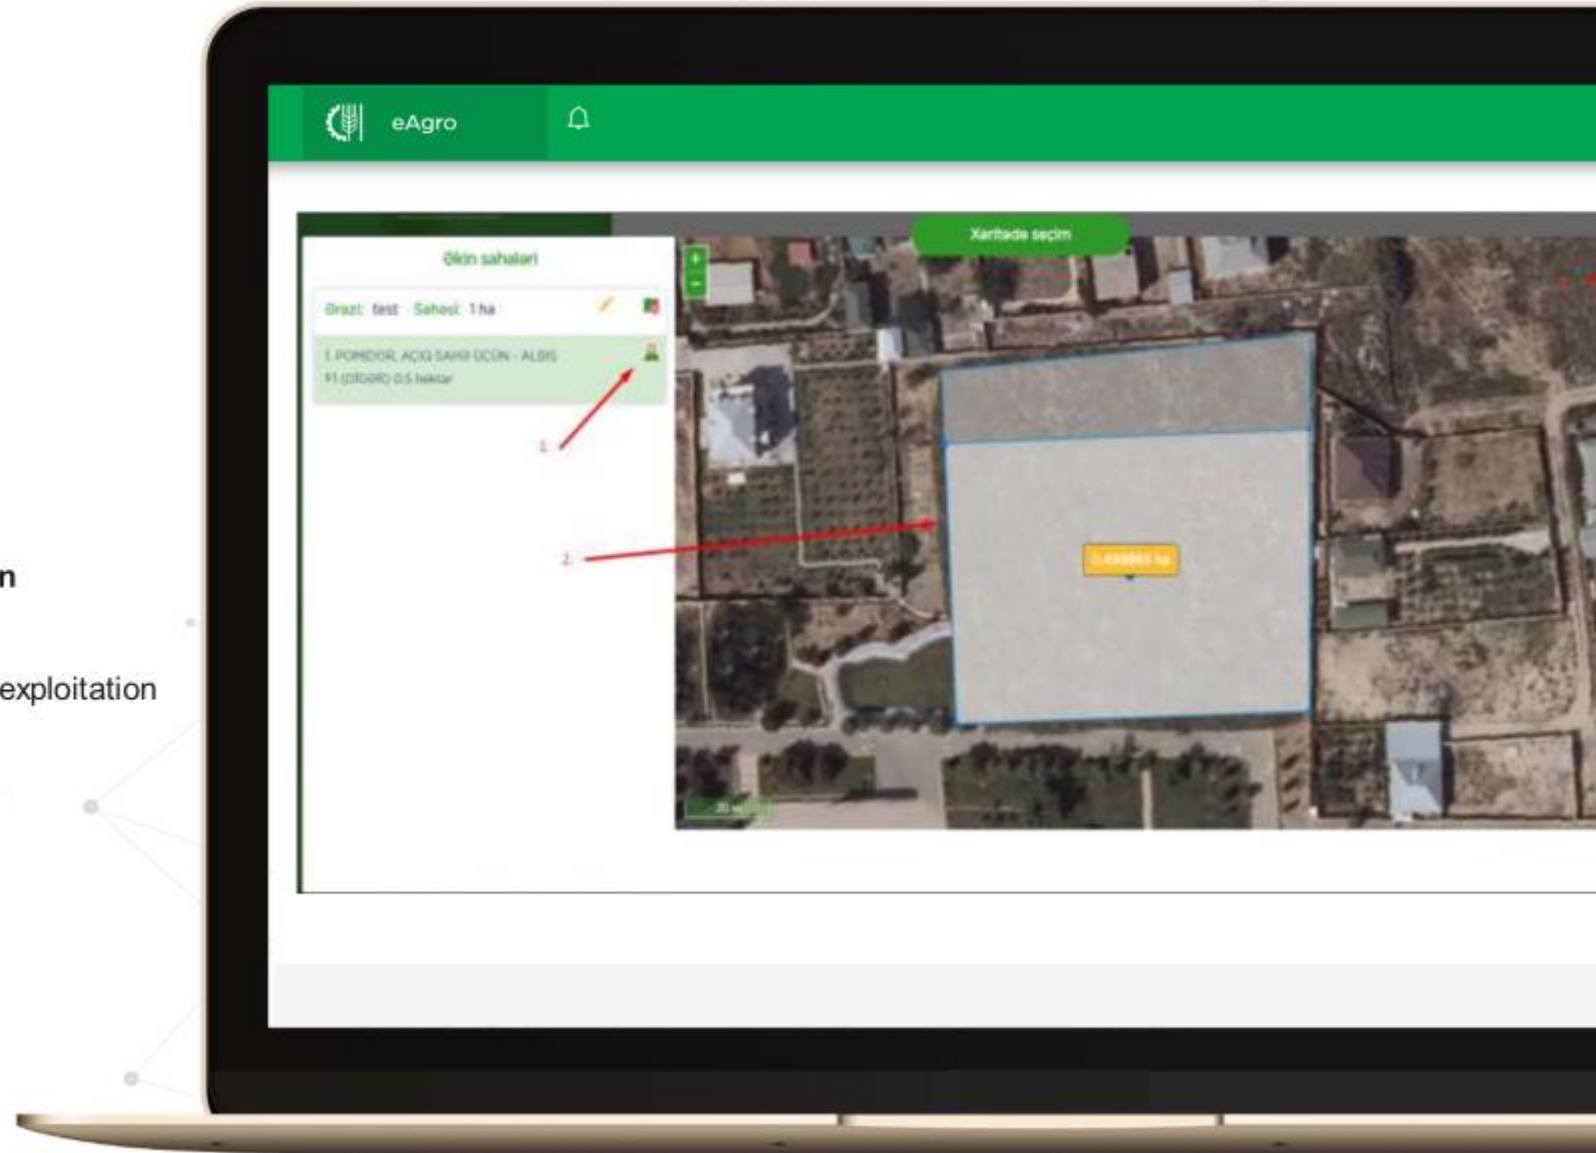 eAgro
Xəritədə seçim
Əkin sahələri
+
-
Ərazi: test Sahəsi: 1 ha
1. POMIDOR, AÇIQ SAHƏ ÜÇÜN - ALBIS
F1 (DİGƏR) 0.5 hektar
1.
2.
ha
n
exploitation